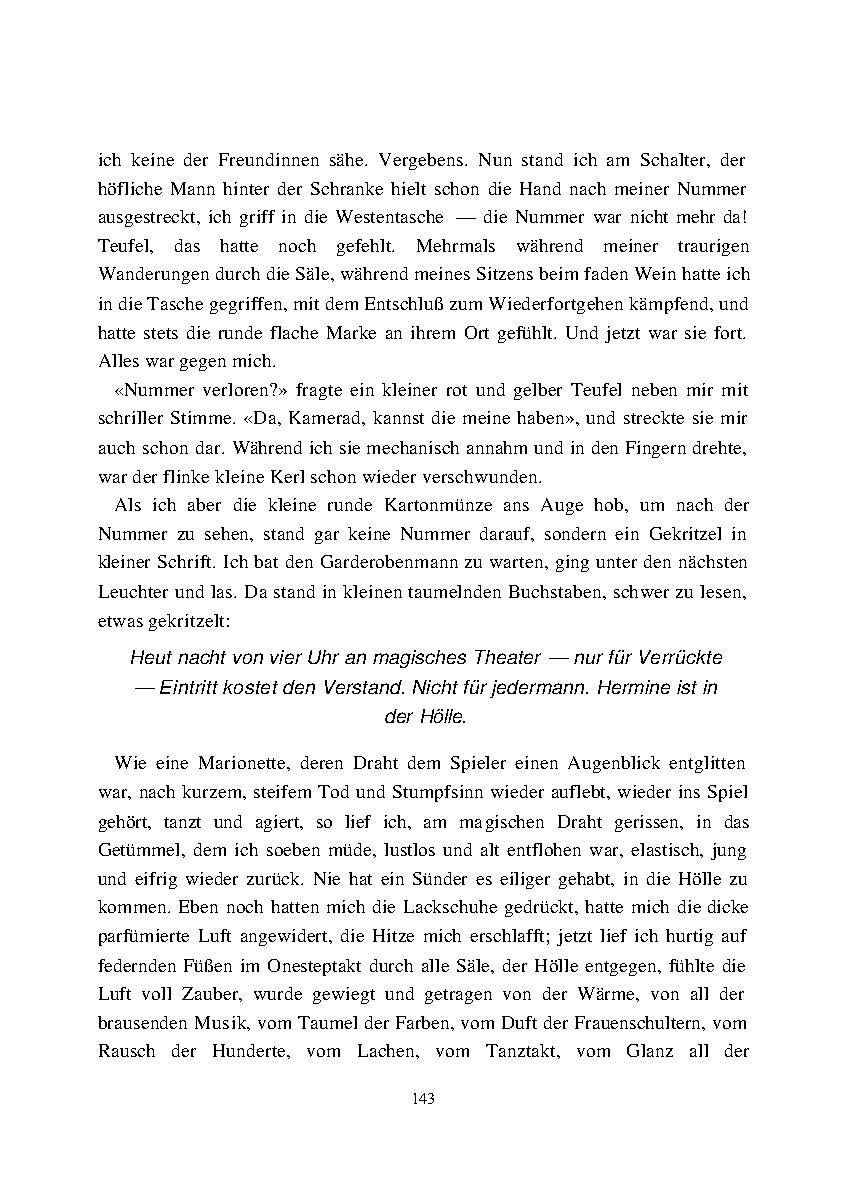 ich keine der Freundinnen sähe. Vergebens. Nun stand ich am Schalter, der
höfliche Mann hinter der Schranke hielt schon die Hand nach meiner Nummer
ausgestreckt, ich griff in die Westentasche — die Nummer war nicht mehr da!
Teufel, das hatte noch gefehlt. Mehrmals während meiner traurigen
Wanderungen durch die Säle, während meines Sitzens beim faden Wein hatte ich
in die Tasche gegriffen, mit dem Entschluß zum Wiederfortgehen kämpfend, und
hatte stets die runde flache Marke an ihrem Ort gefühlt. Und jetzt war sie fort.
Alles war gegen mich.
«Nummer verloren?» fragte ein kleiner rot und gelber Teufel neben mir mit
schriller Stimme. «Da, Kamerad, kannst die meine haben», und streckte sie mir
auch schon dar. Während ich sie mechanisch annahm und in den Fingern drehte,
war der flinke kleine Kerl schon wieder verschwunden.
Als ich aber die kleine runde Kartonmünze ans Auge hob, um nach der
Nummer zu sehen, stand gar keine Nummer darauf, sondern ein Gekritzel in
kleiner Schrift. Ich bat den Garderobenmann zu warten, ging unter den nächsten
Leuchter und las. Da stand in kleinen taumelnden Buchstaben, schwer zu lesen,
etwas gekritzelt:
Heut nacht von vier Uhr an magisches Theater — nur für Verrückte
— Eintritt kostet den Verstand. Nicht für jedermann. Hermine ist in
der Hölle.
Wie eine Marionette, deren Draht dem Spieler einen Augenblick entglitten
war, nach kurzem, steifem Tod und Stumpfsinn wieder auflebt, wieder ins Spiel
gehört, tanzt und agiert, so lief ich, am magischen Draht gerissen, in das
Getümmel, dem ich soeben müde, lustlos und alt entflohen war, elastisch, jung
und eifrig wieder zurück. Nie hat ein Sünder es eiliger gehabt, in die Hölle zu
kommen. Eben noch hatten mich die Lackschuhe gedrückt, hatte mich die dicke
parfümierte Luft angewidert, die Hitze mich erschlafft; jetzt lief ich hurtig auf
federnden Füßen im Onesteptakt durch alle Säle, der Hölle entgegen, fühlte die
Luft voll Zauber, wurde gewiegt und getragen von der Wärme, von all der
brausenden Musik, vom Taumel der Farben, vom Duft der Frauenschultern, vom
Rausch der Hunderte, vom Lachen, vom Tanztakt, vom Glanz all der
143